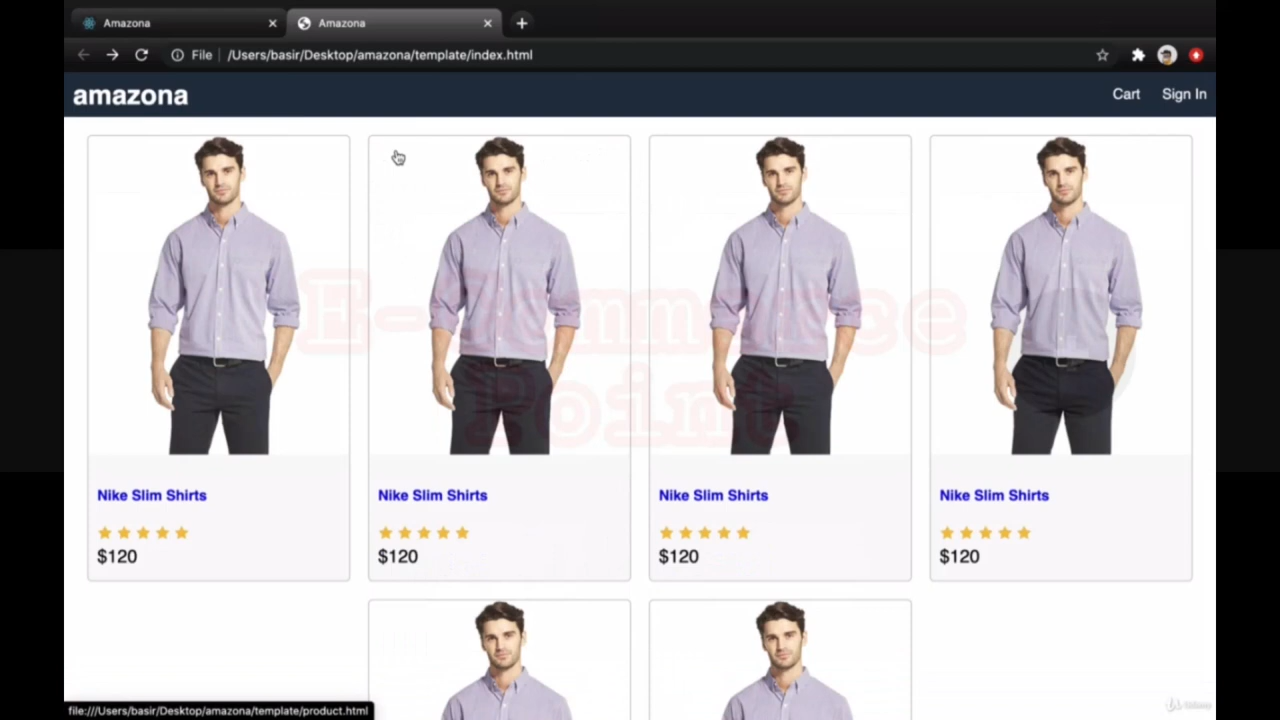 Amazona
Amazona
File
/Users/basir/Desktop/amazona/template/index.html
amazona
Cart
Sign In
E-Commerce
Point
Nike Slim Shirts
$120
Nike Slim Shirts
$120
Nike Slim Shirts
$120
Nike Slim Shirts
$120
file:///Users/basir/Desktop/amazona/template/product.html